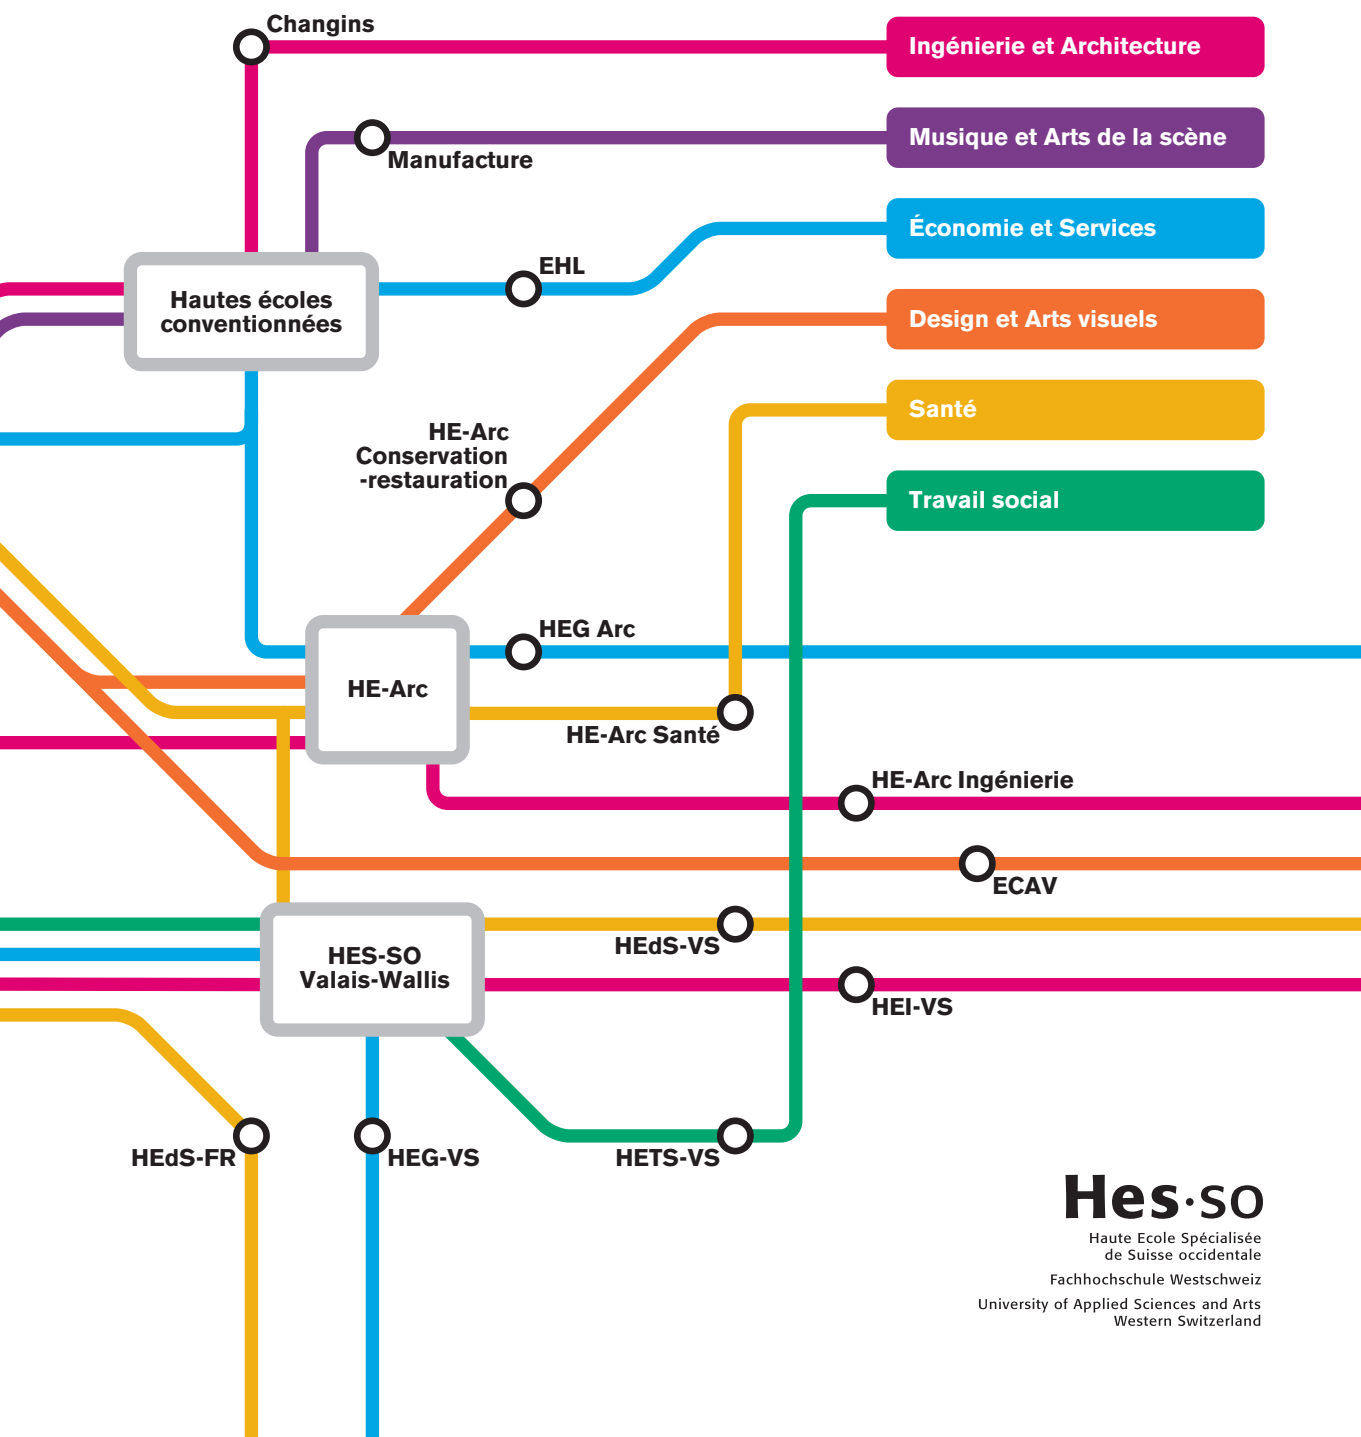 Changins
Ingénierie et Architecture
Manufacture
Musique et Arts de la scène
EHL
Économie et Services
Hautes écoles
conventionnées
Design et Arts visuels
HE-Arc
Conservation
-restauration
Santé
Travail social
HEG Arc
HE-Arc
HE-Arc Santé
HE-Arc Ingénierie
ECAV
HES-SO
Valais-Wallis
HEdS-VS
HEI-VS
HEdS-FR
HEG-VS
HETS-VS
Hes·so
Haute Ecole Spécialisée
de Suisse occidentale
Fachhochschule Westschweiz
University of Applied Sciences and Arts
Western Switzerland